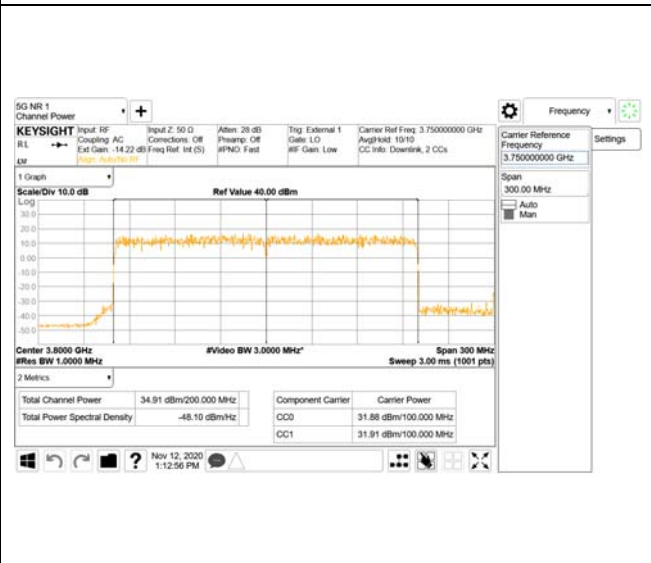 5G NR 1
Channel Power
Frequency
KEYSIGHT
RL
Input: RF
Coupling: AC
Ext Gain: -14.22 dB
Align: Auto/No RF
Input Z: 50 Ω
Corrections: Off
Freq Ref: Int (S)
Atten: 28 dB
Preamp: Off
#PNO: Fast
Trig: External 1
Gate: LO
#IF Gain: Low
Carrier Ref Freq: 3.750000000 GHz
Avg|Hold: 10/10
CC Info: Downlink, 2 CCs
Carrier Reference
Frequency
3.750000000 GHz
Settings
Span
300.00 MHz
Auto
Man
1 Graph
Scale/Div 10.0 dB
Ref Value 40.00 dBm
Log
30.0
20.0
10.0
0.00
-10.0
-20.0
-30.0
-40.0
-50.0
Center 3.8000 GHz
#Video BW 3.0000 MHz*
Span 300 MHz
#Res BW 1.0000 MHz
Sweep 3.00 ms (1001 pts)
2 Metrics
Total Channel Power 34.91 dBm/200.000 MHz
Total Power Spectral Density -48.10 dBm/Hz
Component Carrier Carrier Power
CC0 31.88 dBm/100.000 MHz
CC1 31.91 dBm/100.000 MHz
Nov 12, 2020
1:12:56 PM